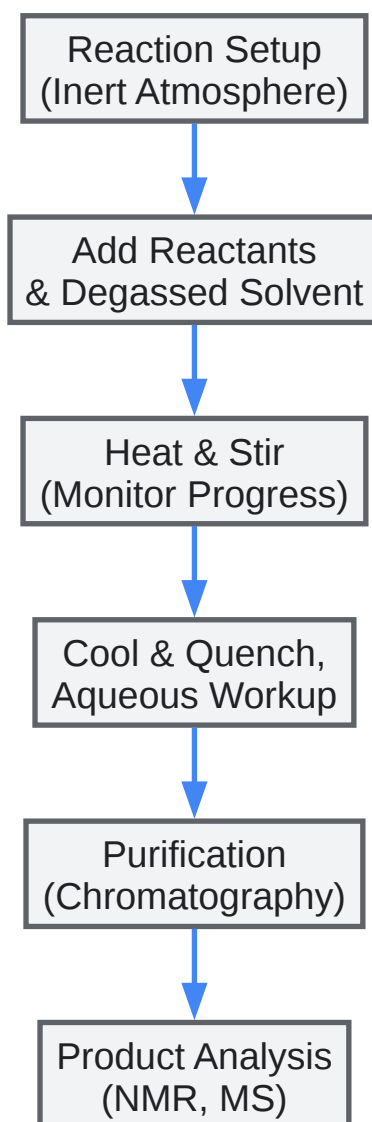 Reaction Setup
(Inert Atmosphere)
Add Reactants
& Degassed Solvent
Heat & Stir
(Monitor Progress)
Cool & Quench,
Aqueous Workup
Purification
(Chromatography)
Product Analysis
(NMR, MS)